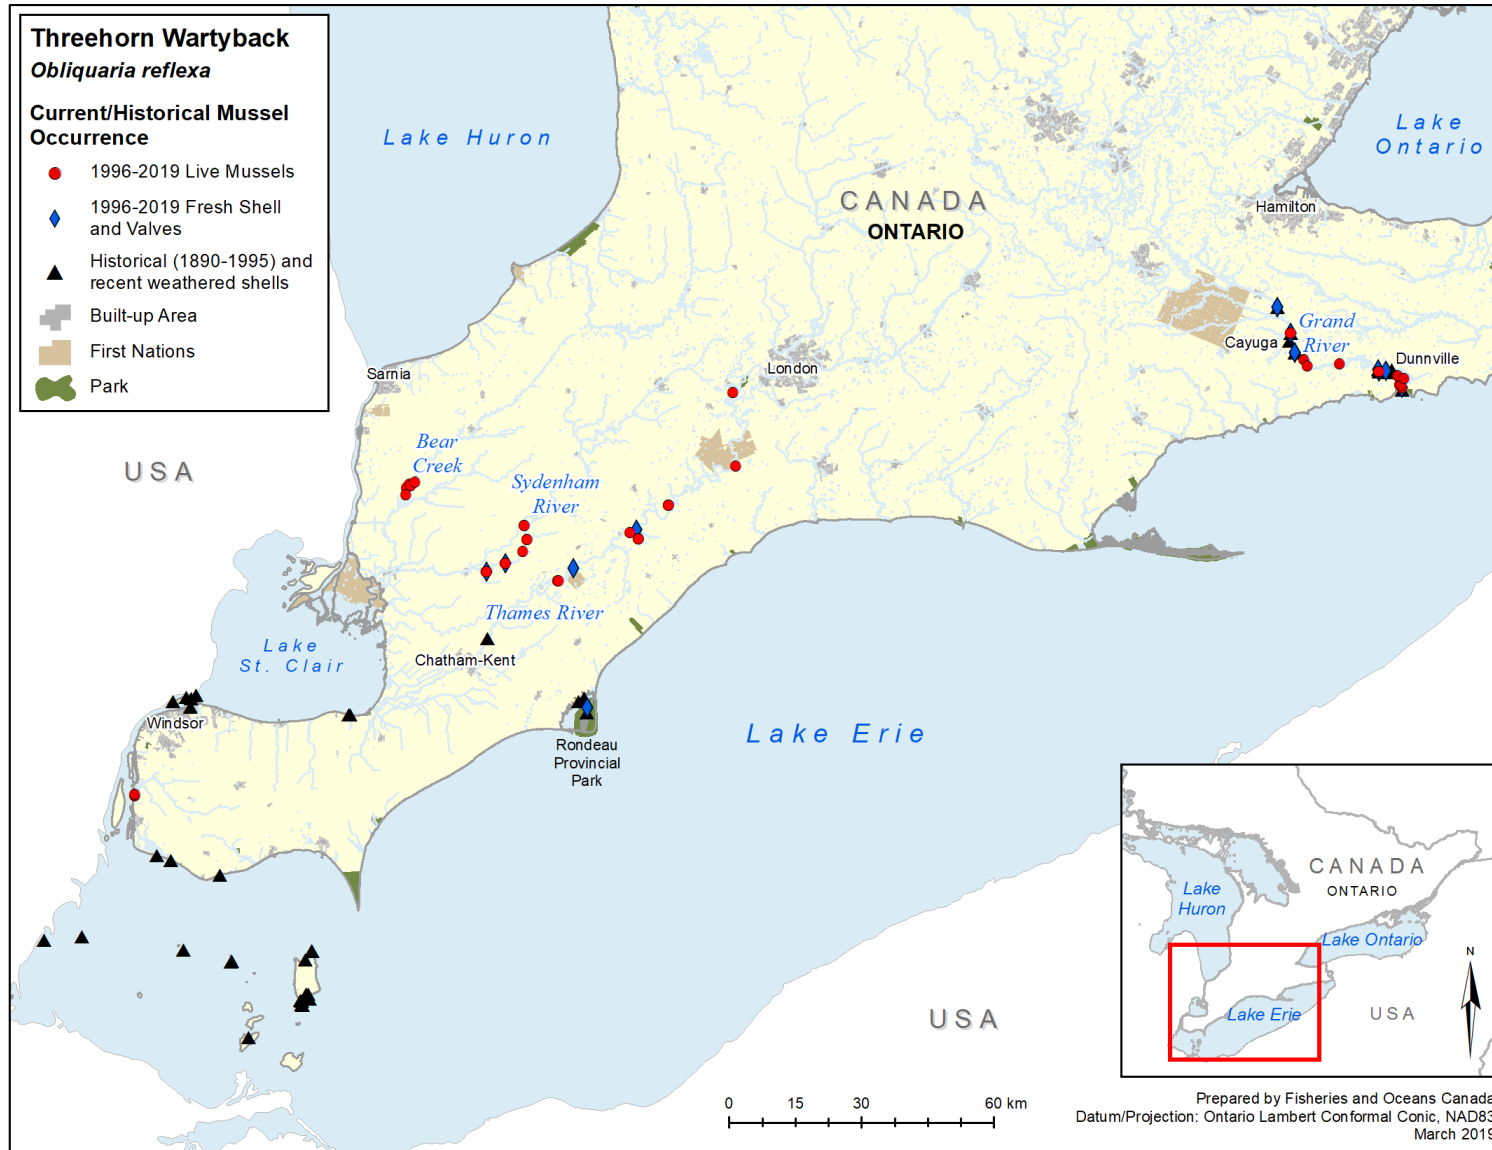 Threehorn Wartyback
Obliquaria reflexa
Current/Historical Mussel
Occurrence
1996-2019 Live Mussels
1996-2019 Fresh Shell
and Valves
Historical (1890-1995) and
recent weathered shells
Built-up Area
First Nations
Park
Lake Huron
Lake
Ontario
CANADA
ONTARIO
Hamilton
Grand
River
Cayuga
Dunnville
London
Sarnia
USA
Bear
Creek
Sydenham
River
Thames River
Chatham-Kent
Lake
St. Clair
Windsor
Rondeau
Provincial
Park
Lake Erie
USA
0 15 30 60 km
CANADA
ONTARIO
Lake
Huron
Lake Ontario
Lake Erie
USA
N
Prepared by Fisheries and Oceans Canada
Datum/Projection: Ontario Lambert Conformal Conic, NAD83
March 2019